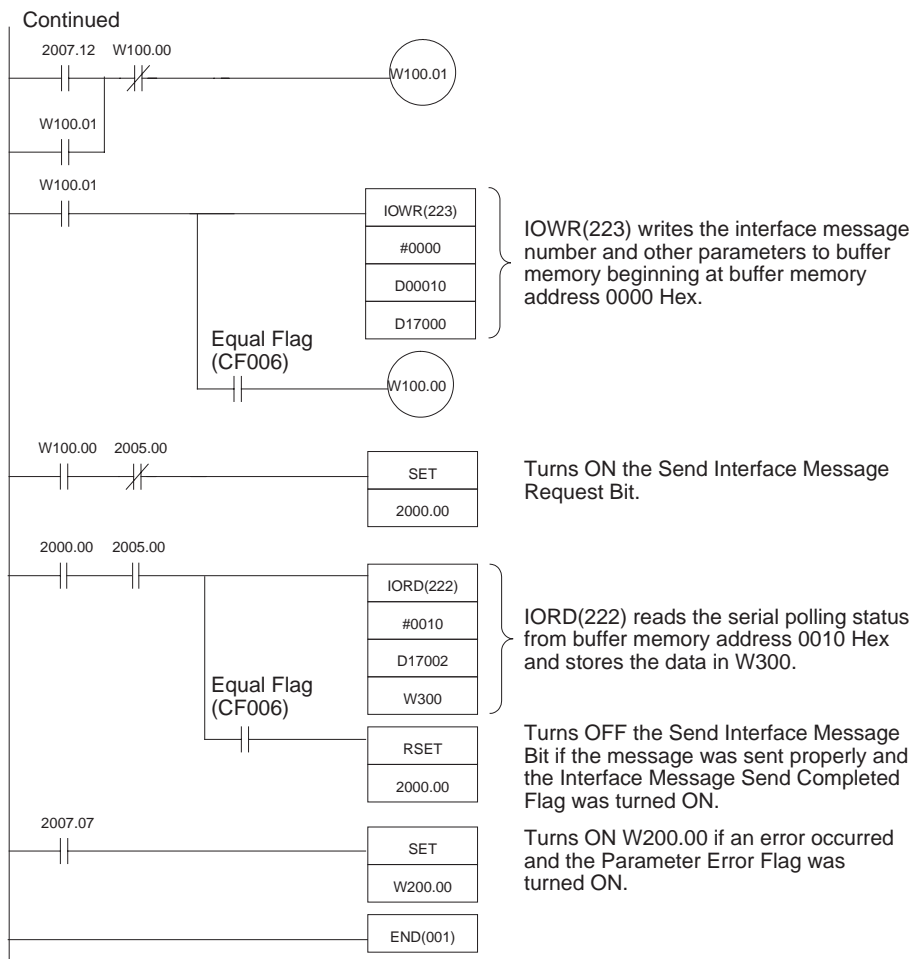 Continued
2007.12 W100.00
W100.01
W100.01
W100.01
IOWR(223)
#0000
D00010
D17000
IOWR(223) writes the interface message
number and other parameters to buffer
memory beginning at buffer memory
address 0000 Hex.
Equal Flag
(CF006)
W100.00
W100.00 2005.00
SET
2000.00
Turns ON the Send Interface Message
Request Bit.
2000.00 2005.00
IORD(222)
#0010
D17002
W300
IORD(222) reads the serial polling status
from buffer memory address 0010 Hex
and stores the data in W300.
Equal Flag
(CF006)
RSET
2000.00
Turns OFF the Send Interface Message
Bit if the message was sent properly and
the Interface Message Send Completed
Flag was turned ON.
2007.07
SET
W200.00
Turns ON W200.00 if an error occurred
and the Parameter Error Flag was
turned ON.
END(001)